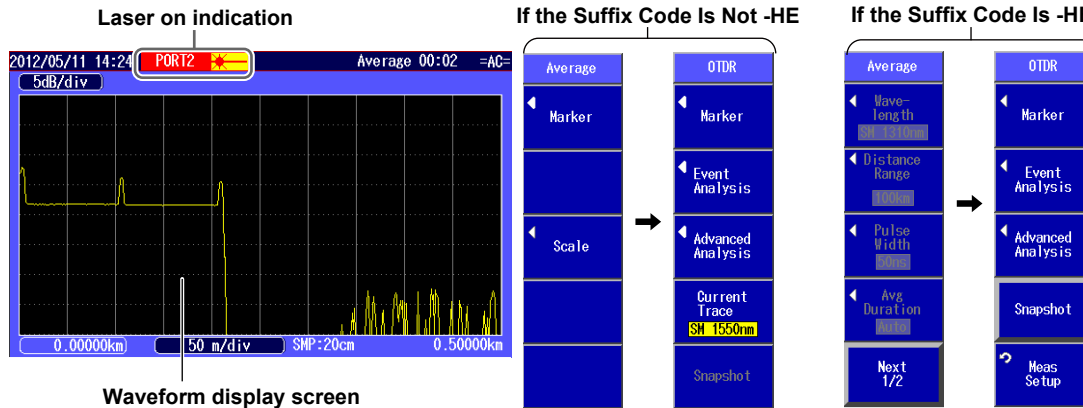 Laser on indication
If the Suffix Code Is Not -HE
If the Suffix Code Is -HE
2012/05/11 14:24
PORT2
Average 00:02
=AC=
5dB/div
0.00000km
50 m/div
SMP:20cm
0.50000km
Waveform display screen
Average
Marker
Scale
OTDR
Marker
Event
Analysis
Advanced
Analysis
Current
Trace
SM 1550nm
Snapshot
Average
Wave-
length
SM 1310nm
Distance
Range
100km
Pulse
Width
50ns
Avg
Duration
Auto
Next
1/2
OTDR
Marker
Event
Analysis
Advanced
Analysis
Snapshot
Meas
Setup